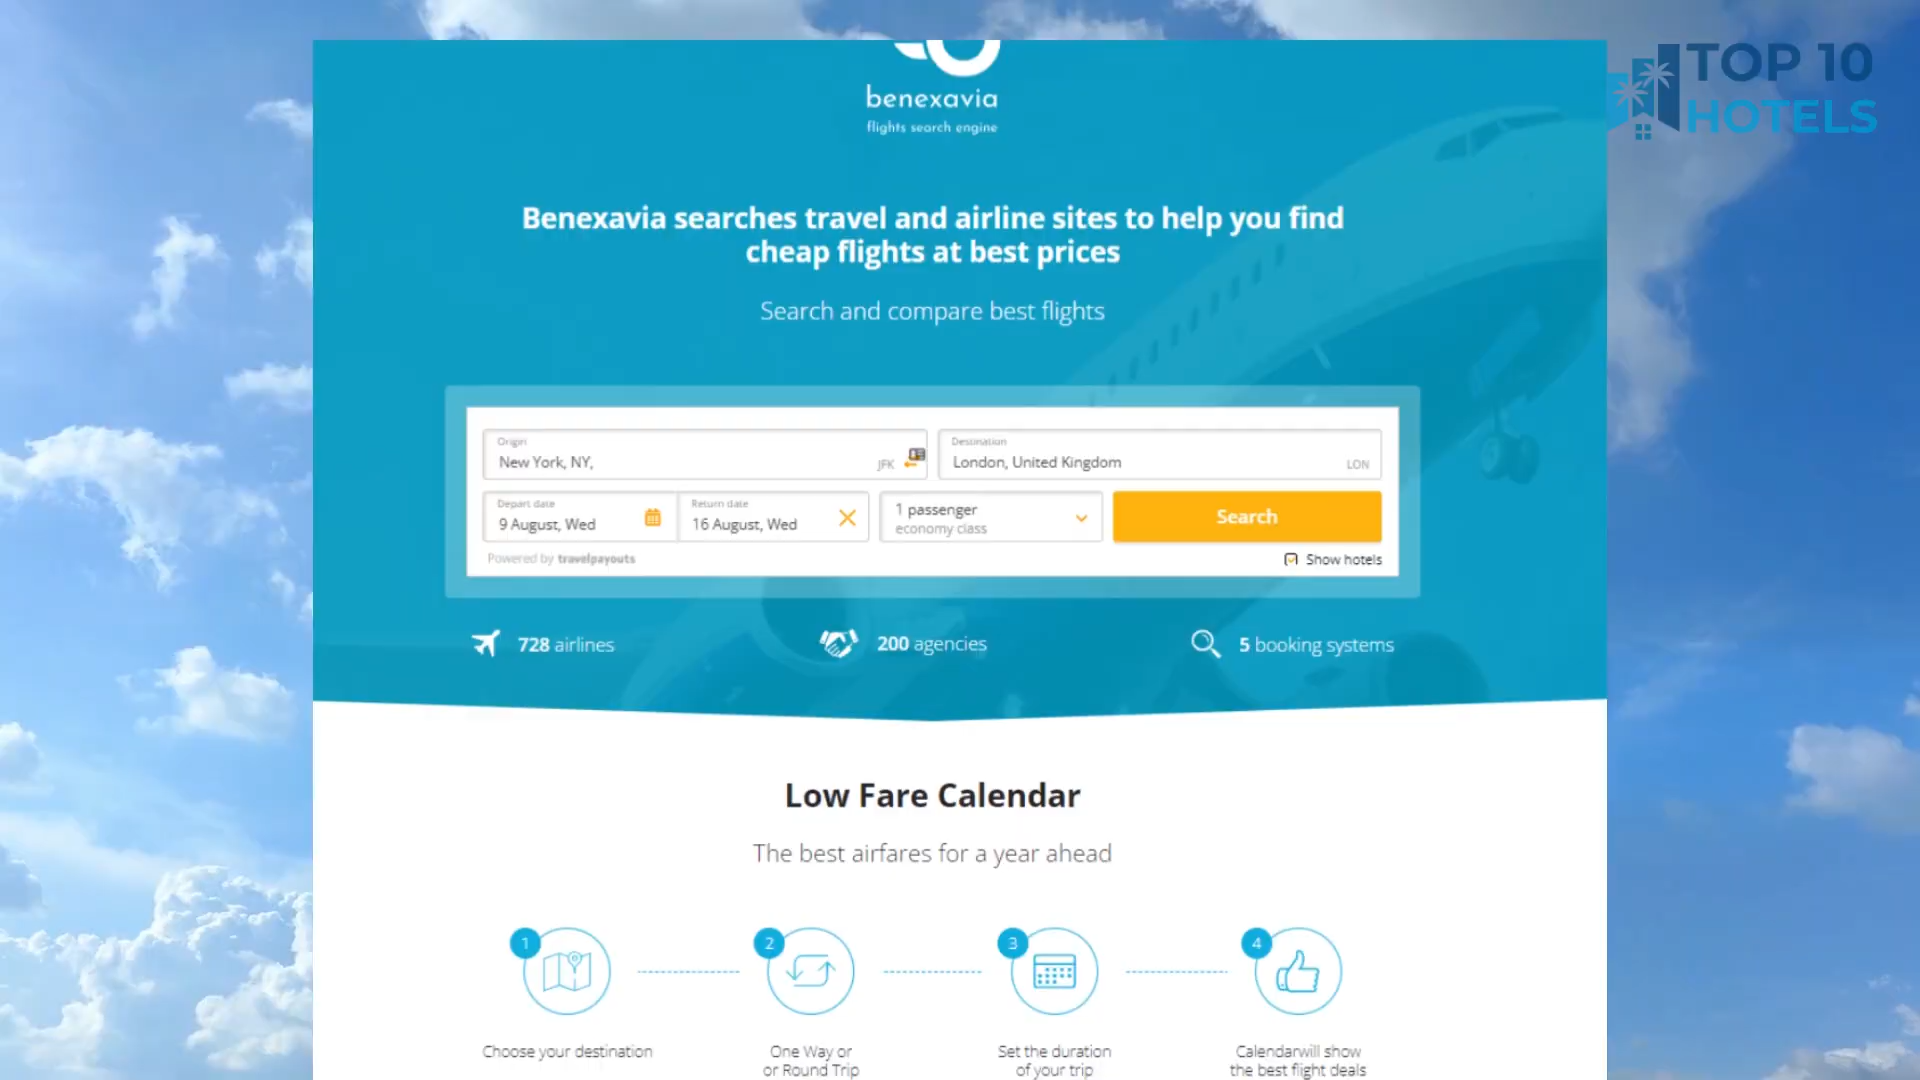 TOP 10
HOTELS
benexavia
flights search engine
Benexavia searches travel and airline sites to help you find
cheap flights at best prices
Search and compare best flights
Origin
New York, NY,
JFK
Destination
London, United Kingdom
LON
Depart date
9 August, Wed
Return date
16 August, Wed
1 passenger
economy class
Search
Powered by travelpayouts
Show hotels
728 airlines
200 agencies
5 booking systems
Low Fare Calendar
The best airfares for a year ahead
1
2
3
4
Choose your destination
One Way or
or Round Trip
Set the duration
of your trip
Calendarwill show
the best flight deals